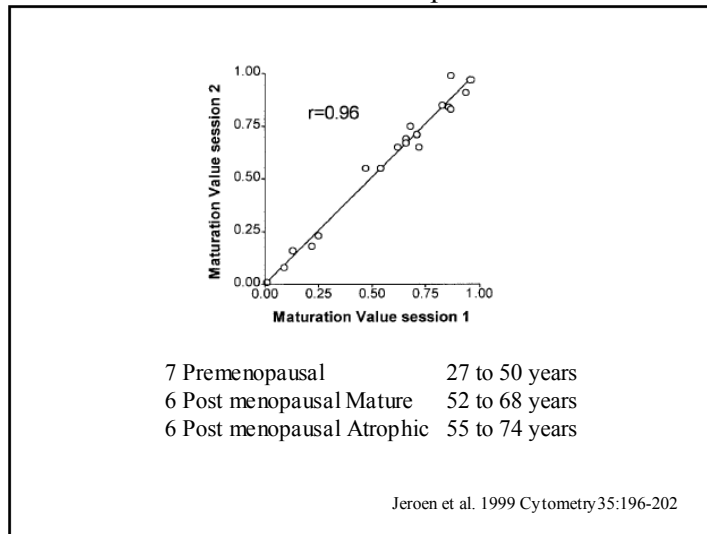 1.00
0.75
0.50
0.25
0.00
r=0.96
Maturation Value session 2
0.00 0.25 0.50 0.75 1.00
Maturation Value session 1
7 Premenopausal 27 to 50 years
6 Post menopausal Mature 52 to 68 years
6 Post menopausal Atrophic 55 to 74 years
Jeroen et al. 1999 Cytometry35:196-202